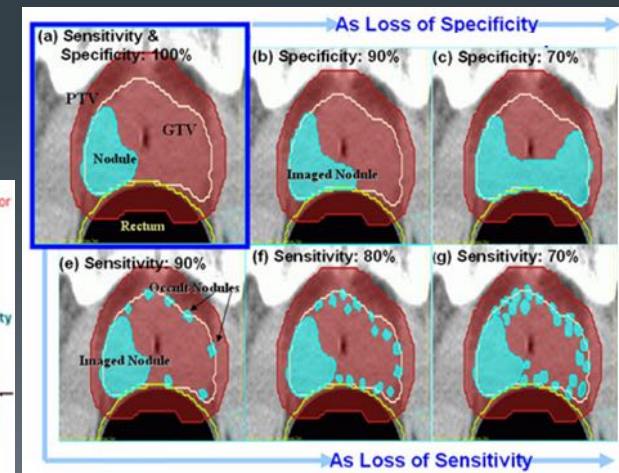 As Loss of Specificity
(a) Sensitivity &
Specificity: 100%
(b) Specificity: 90%
(c) Specificity: 70%
PTV
GTV
Nodule
Imaged Nodule
Rectum
(e) Sensitivity: 90%
(f) Sensitivity: 80%
(g) Sensitivity: 70%
Occult Nodules
Imaged Nodule
As Loss of Sensitivity